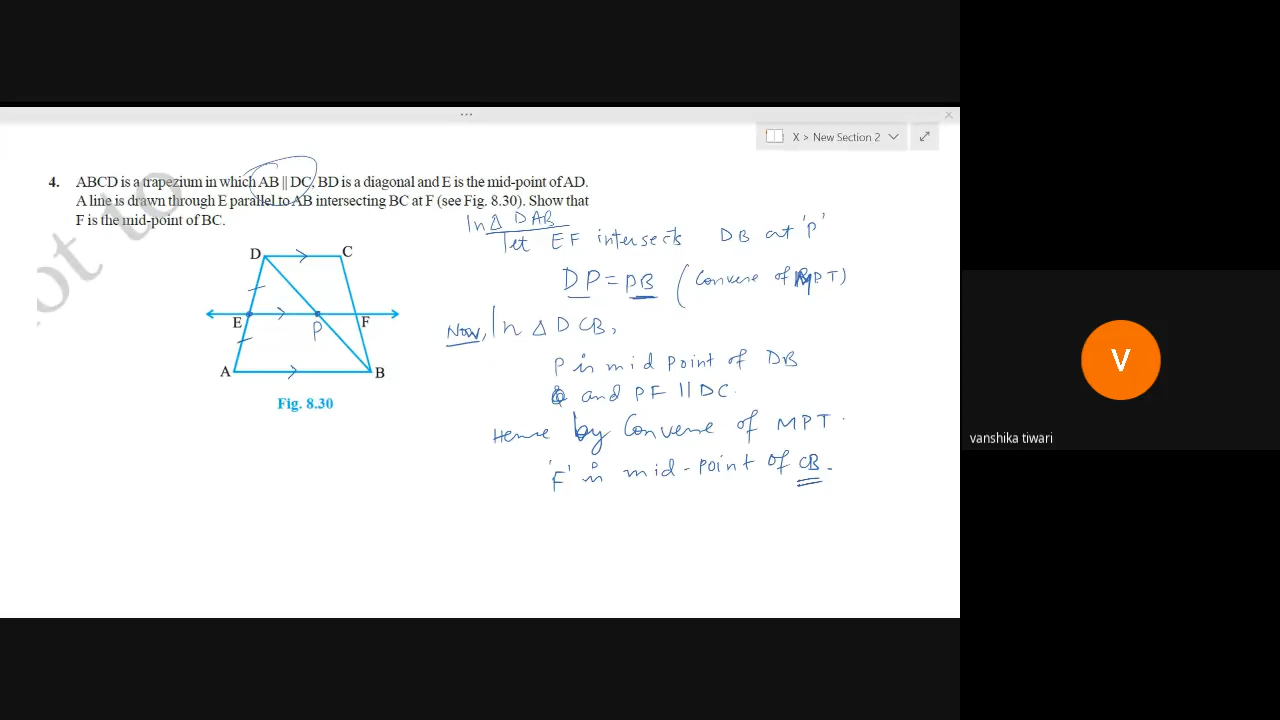 X > New Section 2
4. ABCD is a trapezium in which AB || DC, BD is a diagonal and E is the mid-point of AD.
A line is drawn through E parallel to AB intersecting BC at F (see Fig. 8.30). Show that
F is the mid-point of BC.
not to
In △ DAB
Let EF intersects DB at 'P'
DP = PB (Converse of MPT)
Now, In △ DCB,
P is mid point of DB
and PF || DC.
Hence by Converse of MPT.
'F' is mid-point of CB.
D C
E P F
A B
Fig. 8.30
V
vanshika tiwari